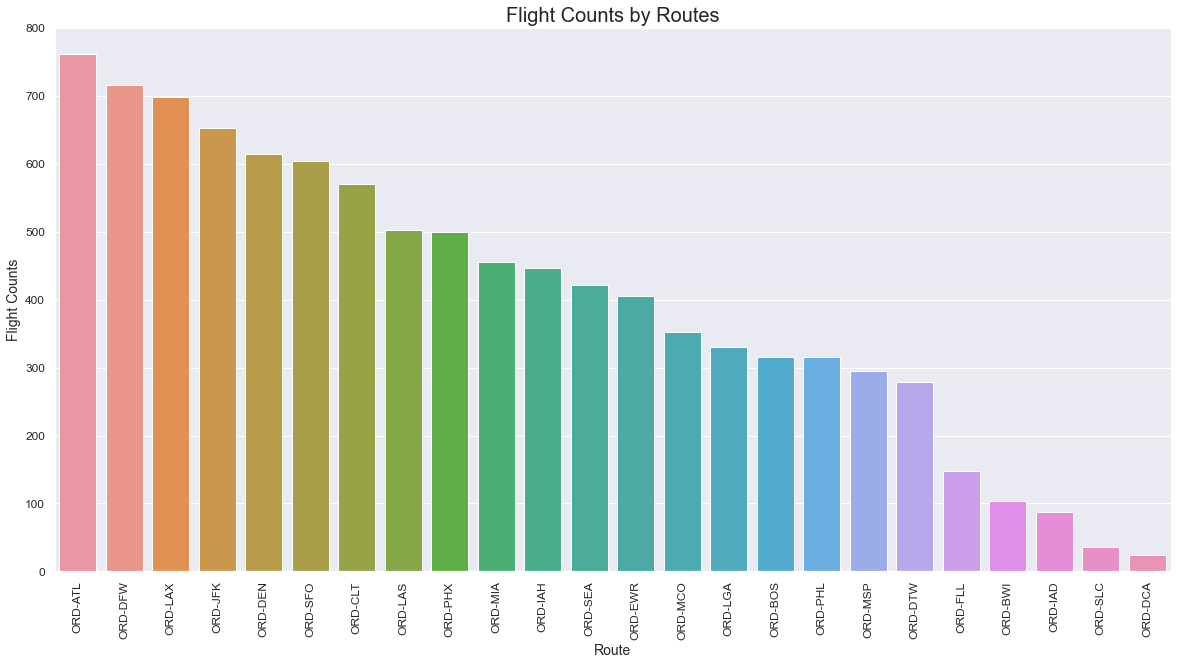 Flight Counts by Routes
800
700
600
500
400
300
200
100
0
Flight Counts
ORD-ATL
ORD-DFW
ORD-LAX
ORD-JFK
ORD-DEN
ORD-SFO
ORD-CLT
ORD-LAS
ORD-PHX
ORD-MIA
ORD-IAH
ORD-SEA
ORD-EWR
ORD-MCO
ORD-LGA
ORD-BOS
ORD-PHL
ORD-MSP
ORD-DTW
ORD-FLL
ORD-BWI
ORD-IAD
ORD-SLC
ORD-DCA
Route